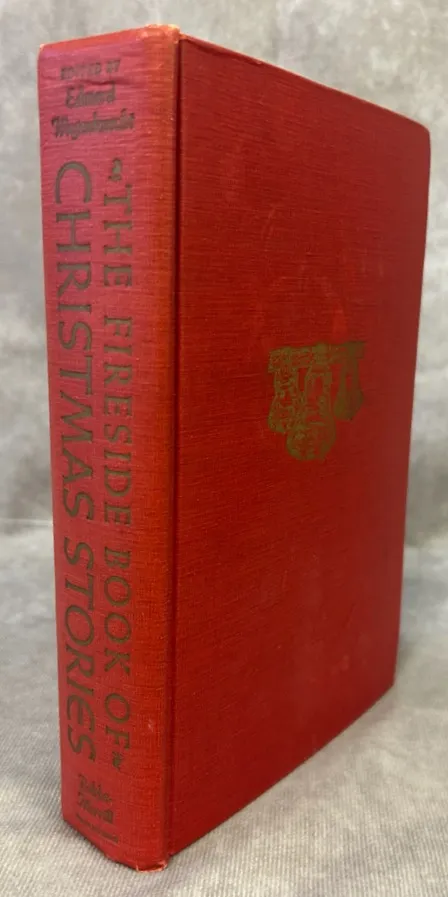 EDITED BY
Edward
Wagenknecht
THE FIRESIDE BOOK OF
CHRISTMAS STORIES